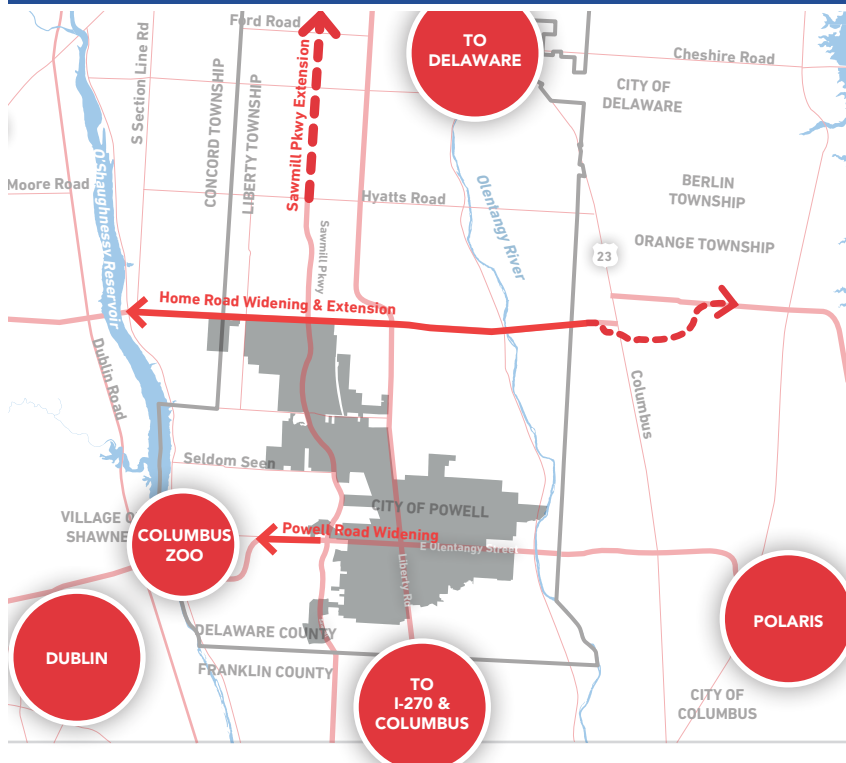 Ford Road
TO
DELAWARE
Cheshire Road
CITY OF
DELAWARE
S Section Line Rd
CONCORD TOWNSHIP
LIBERTY TOWNSHIP
Sawmill Pkwy Extension
O'Shaughnessy Reservoir
Moore Road
Hyatts Road
Olentangy River
BERLIN
TOWNSHIP
ORANGE TOWNSHIP
23
Sawmill Pkwy
Home Road Widening & Extension
Dublin Road
Columbus
Seldom Seen
CITY OF POWELL
VILLAGE O
SHAWNE
COLUMBUS
ZOO
Powell Road Widening
E Olentangy Street
Liberty Rd
POLARIS
DUBLIN
DELAWARE COUNTY
FRANKLIN COUNTY
TO
I-270 &
COLUMBUS
CITY OF
COLUMBUS